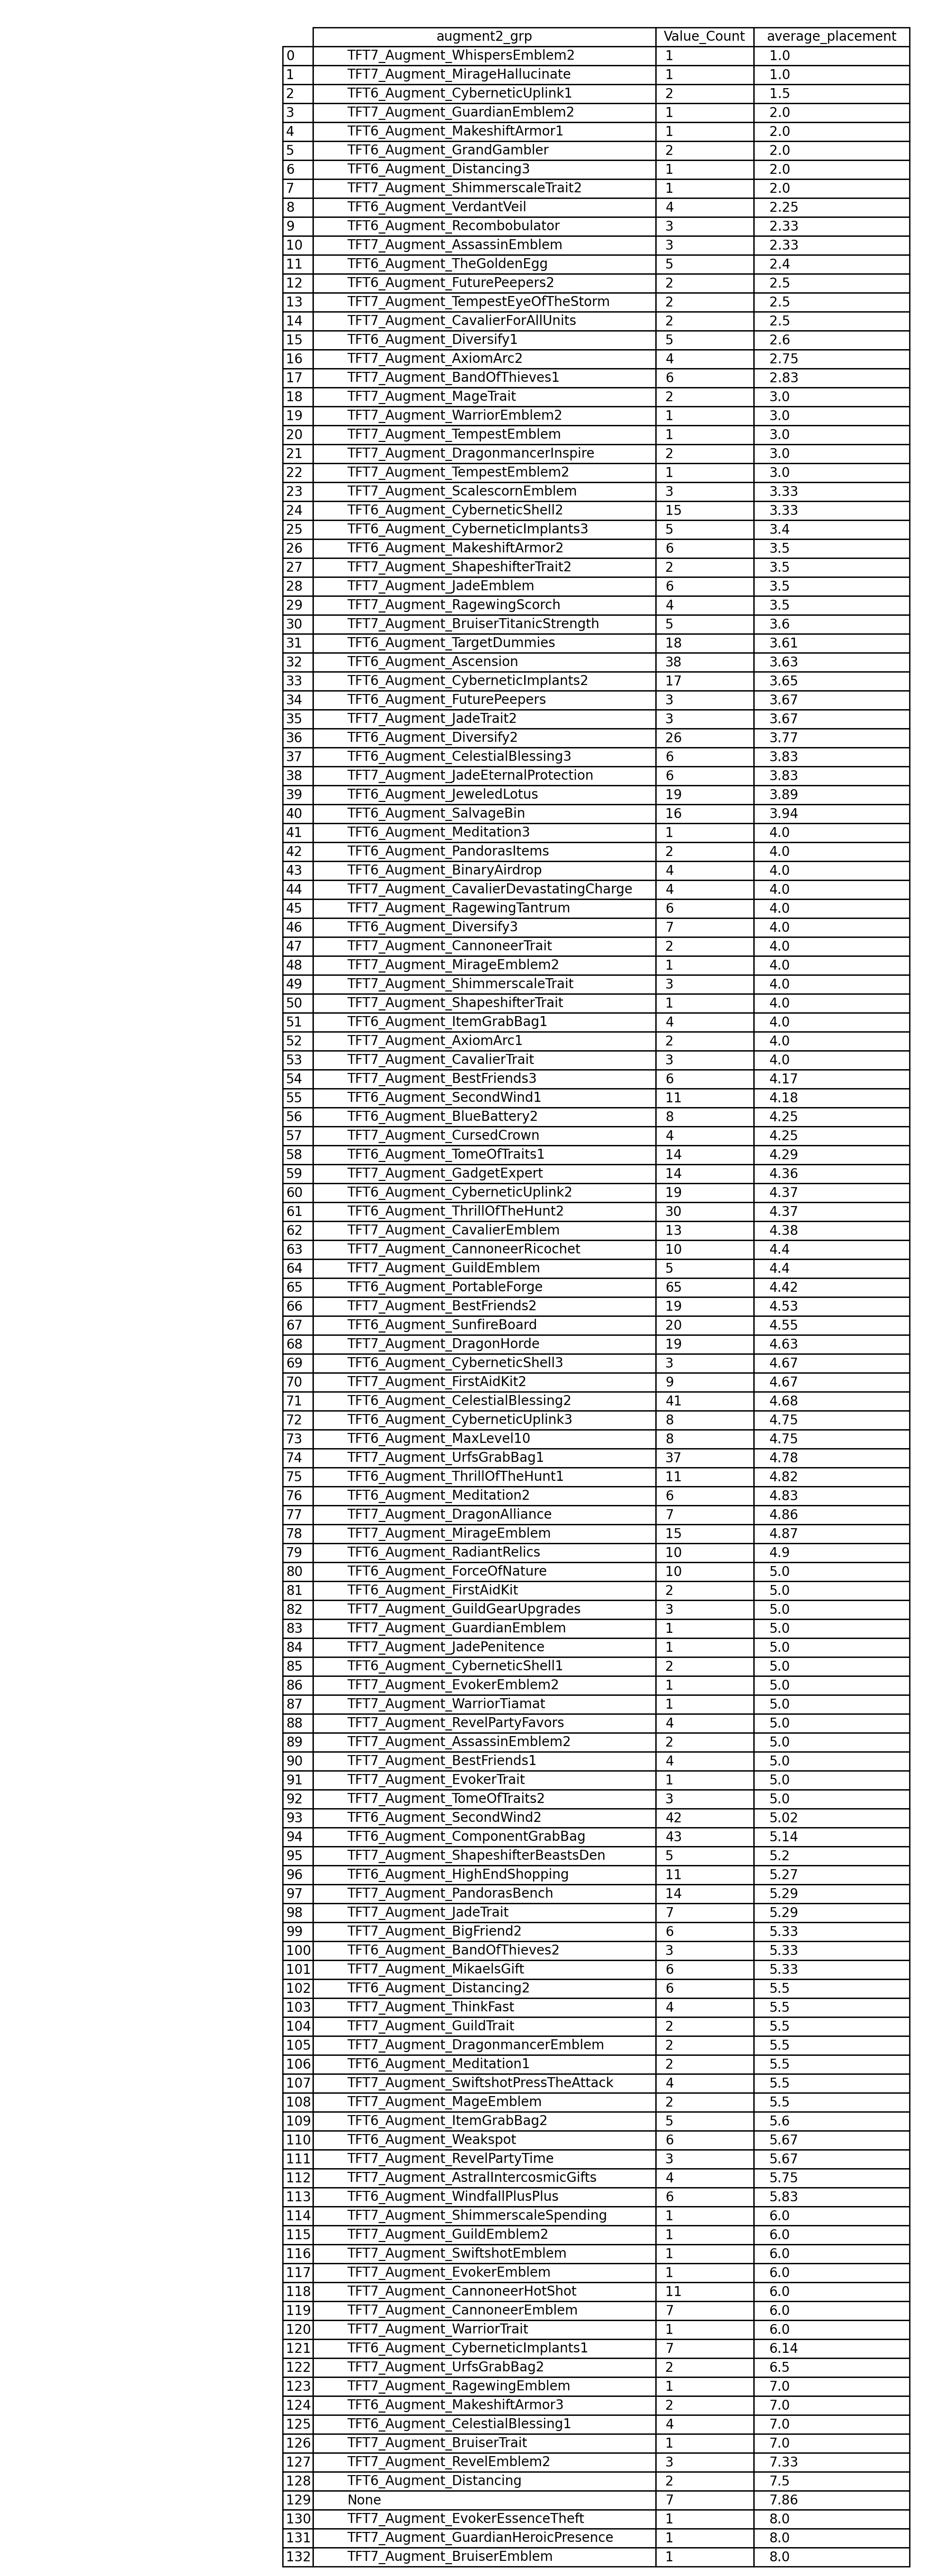 augment2_grp Value_Count average_placement
0 TFT7_Augment_WhispersEmblem2 1 1.0
1 TFT7_Augment_MirageHallucinate 1 1.0
2 TFT6_Augment_CyberneticUplink1 2 1.5
3 TFT7_Augment_GuardianEmblem2 1 2.0
4 TFT6_Augment_MakeshiftArmor1 1 2.0
5 TFT6_Augment_GrandGambler 2 2.0
6 TFT6_Augment_Distancing3 1 2.0
7 TFT7_Augment_ShimmerscaleTrait2 1 2.0
8 TFT6_Augment_VerdantVeil 4 2.25
9 TFT6_Augment_Recombobulator 3 2.33
10 TFT7_Augment_AssassinEmblem 3 2.33
11 TFT6_Augment_TheGoldenEgg 5 2.4
12 TFT6_Augment_FuturePeepers2 2 2.5
13 TFT7_Augment_TempestEyeOfTheStorm 2 2.5
14 TFT7_Augment_CavalierForAllUnits 2 2.5
15 TFT6_Augment_Diversify1 5 2.6
16 TFT7_Augment_AxiomArc2 4 2.75
17 TFT7_Augment_BandOfThieves1 6 2.83
18 TFT7_Augment_MageTrait 2 3.0
19 TFT7_Augment_WarriorEmblem2 1 3.0
20 TFT7_Augment_TempestEmblem 1 3.0
21 TFT7_Augment_DragonmancerInspire 2 3.0
22 TFT7_Augment_TempestEmblem2 1 3.0
23 TFT7_Augment_ScalescornEmblem 3 3.33
24 TFT6_Augment_CyberneticShell2 15 3.33
25 TFT6_Augment_CyberneticImplants3 5 3.4
26 TFT6_Augment_MakeshiftArmor2 6 3.5
27 TFT7_Augment_ShapeshifterTrait2 2 3.5
28 TFT7_Augment_JadeEmblem 6 3.5
29 TFT7_Augment_RagewingScorch 4 3.5
30 TFT7_Augment_BruiserTitanicStrength 5 3.6
31 TFT6_Augment_TargetDummies 18 3.61
32 TFT6_Augment_Ascension 38 3.63
33 TFT6_Augment_CyberneticImplants2 17 3.65
34 TFT6_Augment_FuturePeepers 3 3.67
35 TFT7_Augment_JadeTrait2 3 3.67
36 TFT6_Augment_Diversify2 26 3.77
37 TFT6_Augment_CelestialBlessing3 6 3.83
38 TFT7_Augment_JadeEternalProtection 6 3.83
39 TFT6_Augment_JeweledLotus 19 3.89
40 TFT6_Augment_SalvageBin 16 3.94
41 TFT6_Augment_Meditation3 1 4.0
42 TFT6_Augment_PandorasItems 2 4.0
43 TFT6_Augment_BinaryAirdrop 4 4.0
44 TFT7_Augment_CavalierDevastatingCharge 4 4.0
45 TFT7_Augment_RagewingTantrum 6 4.0
46 TFT6_Augment_Diversify3 7 4.0
47 TFT7_Augment_CannoneerTrait 2 4.0
48 TFT7_Augment_MirageEmblem2 1 4.0
49 TFT7_Augment_ShimmerscaleTrait 3 4.0
50 TFT7_Augment_ShapeshifterTrait 1 4.0
51 TFT6_Augment_ItemGrabBag1 4 4.0
52 TFT7_Augment_AxiomArc1 2 4.0
53 TFT7_Augment_CavalierTrait 3 4.0
54 TFT7_Augment_BestFriends3 6 4.17
55 TFT6_Augment_SecondWind1 11 4.18
56 TFT6_Augment_BlueBattery2 8 4.25
57 TFT7_Augment_CursedCrown 4 4.25
58 TFT6_Augment_TomeOfTraits1 14 4.29
59 TFT7_Augment_GadgetExpert 14 4.36
60 TFT6_Augment_CyberneticUplink2 19 4.37
61 TFT6_Augment_ThrillOfTheHunt2 30 4.37
62 TFT7_Augment_CavalierEmblem 13 4.38
63 TFT7_Augment_CannoneerRicochet 10 4.4
64 TFT7_Augment_GuildEmblem 5 4.4
65 TFT6_Augment_PortableForge 65 4.42
66 TFT7_Augment_BestFriends2 19 4.53
67 TFT6_Augment_SunfireBoard 20 4.55
68 TFT7_Augment_DragonHorde 19 4.63
69 TFT6_Augment_CyberneticShell3 3 4.67
70 TFT7_Augment_FirstAidKit2 9 4.67
71 TFT6_Augment_CelestialBlessing2 41 4.68
72 TFT6_Augment_CyberneticUplink3 8 4.75
73 TFT6_Augment_MaxLevel10 8 4.75
74 TFT7_Augment_UrfsGrabBag1 37 4.78
75 TFT6_Augment_ThrillOfTheHunt1 11 4.82
76 TFT6_Augment_Meditation2 6 4.83
77 TFT7_Augment_DragonAlliance 7 4.86
78 TFT7_Augment_MirageEmblem 15 4.87
79 TFT6_Augment_RadiantRelics 10 4.9
80 TFT6_Augment_ForceOfNature 10 5.0
81 TFT6_Augment_FirstAidKit 2 5.0
82 TFT7_Augment_GuildGearUpgrades 3 5.0
83 TFT7_Augment_GuardianEmblem 1 5.0
84 TFT7_Augment_JadePenitence 1 5.0
85 TFT6_Augment_CyberneticShell1 2 5.0
86 TFT7_Augment_EvokerEmblem2 1 5.0
87 TFT7_Augment_WarriorTiamat 1 5.0
88 TFT7_Augment_RevelPartyFavors 4 5.0
89 TFT7_Augment_AssassinEmblem2 2 5.0
90 TFT7_Augment_BestFriends1 4 5.0
91 TFT7_Augment_EvokerTrait 1 5.0
92 TFT7_Augment_TomeOfTraits2 3 5.0
93 TFT6_Augment_SecondWind2 42 5.02
94 TFT6_Augment_ComponentGrabBag 43 5.14
95 TFT7_Augment_ShapeshifterBeastsDen 5 5.2
96 TFT6_Augment_HighEndShopping 11 5.27
97 TFT7_Augment_PandorasBench 14 5.29
98 TFT7_Augment_JadeTrait 7 5.29
99 TFT7_Augment_BigFriend2 6 5.33
100 TFT6_Augment_BandOfThieves2 3 5.33
101 TFT7_Augment_MikaelsGift 6 5.33
102 TFT6_Augment_Distancing2 6 5.5
103 TFT7_Augment_ThinkFast 4 5.5
104 TFT7_Augment_GuildTrait 2 5.5
105 TFT7_Augment_DragonmancerEmblem 2 5.5
106 TFT6_Augment_Meditation1 2 5.5
107 TFT7_Augment_SwiftshotPressTheAttack 4 5.5
108 TFT7_Augment_MageEmblem 2 5.5
109 TFT6_Augment_ItemGrabBag2 5 5.6
110 TFT6_Augment_Weakspot 6 5.67
111 TFT7_Augment_RevelPartyTime 3 5.67
112 TFT7_Augment_AstralIntercosmicGifts 4 5.75
113 TFT6_Augment_WindfallPlusPlus 6 5.83
114 TFT7_Augment_ShimmerscaleSpending 1 6.0
115 TFT7_Augment_GuildEmblem2 1 6.0
116 TFT7_Augment_SwiftshotEmblem 1 6.0
117 TFT7_Augment_EvokerEmblem 1 6.0
118 TFT7_Augment_CannoneerHotShot 11 6.0
119 TFT7_Augment_CannoneerEmblem 7 6.0
120 TFT7_Augment_WarriorTrait 1 6.0
121 TFT6_Augment_CyberneticImplants1 7 6.14
122 TFT7_Augment_UrfsGrabBag2 2 6.5
123 TFT7_Augment_RagewingEmblem 1 7.0
124 TFT6_Augment_MakeshiftArmor3 2 7.0
125 TFT6_Augment_CelestialBlessing1 4 7.0
126 TFT7_Augment_BruiserTrait 1 7.0
127 TFT7_Augment_RevelEmblem2 3 7.33
128 TFT6_Augment_Distancing 2 7.5
129 None 7 7.86
130 TFT7_Augment_EvokerEssenceTheft 1 8.0
131 TFT7_Augment_GuardianHeroicPresence 1 8.0
132 TFT7_Augment_BruiserEmblem 1 8.0